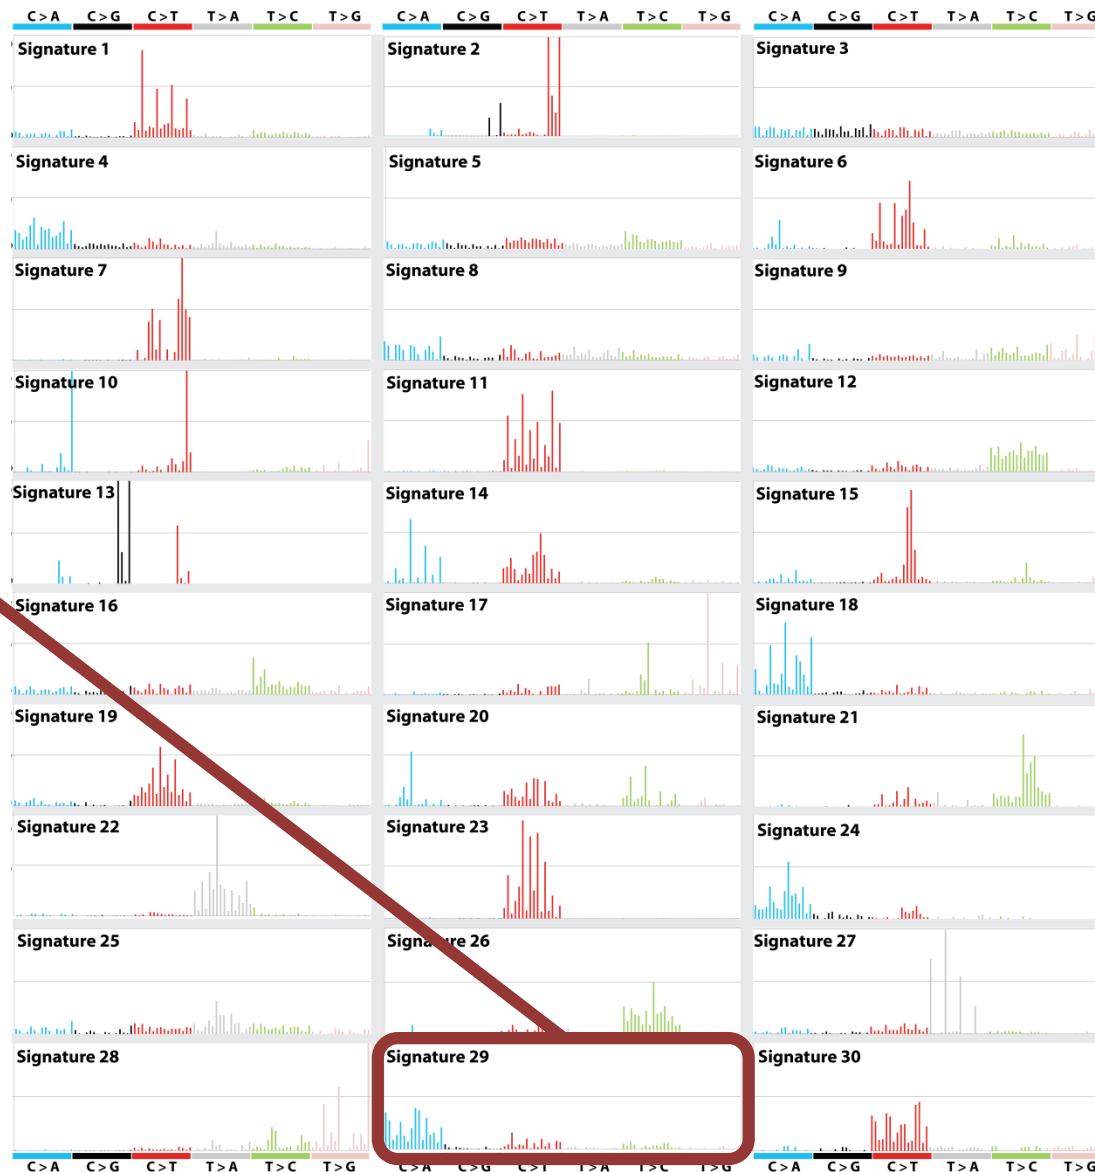 C>A C>G C>T T>A T>C T>G C>A C>G C>T T>A T>C T>G C>A C>G C>T T>A T>C T>G
Signature 1 Signature 2 Signature 3
Signature 4 Signature 5 Signature 6
Signature 7 Signature 8 Signature 9
Signature 10 Signature 11 Signature 12
Signature 13 Signature 14 Signature 15
Signature 16 Signature 17 Signature 18
Signature 19 Signature 20 Signature 21
Signature 22 Signature 23 Signature 24
Signature 25 Signature 26 Signature 27
Signature 28 Signature 29 Signature 30
C>A C>G C>T T>A T>C T>G C>A C>G C>T T>A T>C T>G C>A C>G C>T T>A T>C T>G